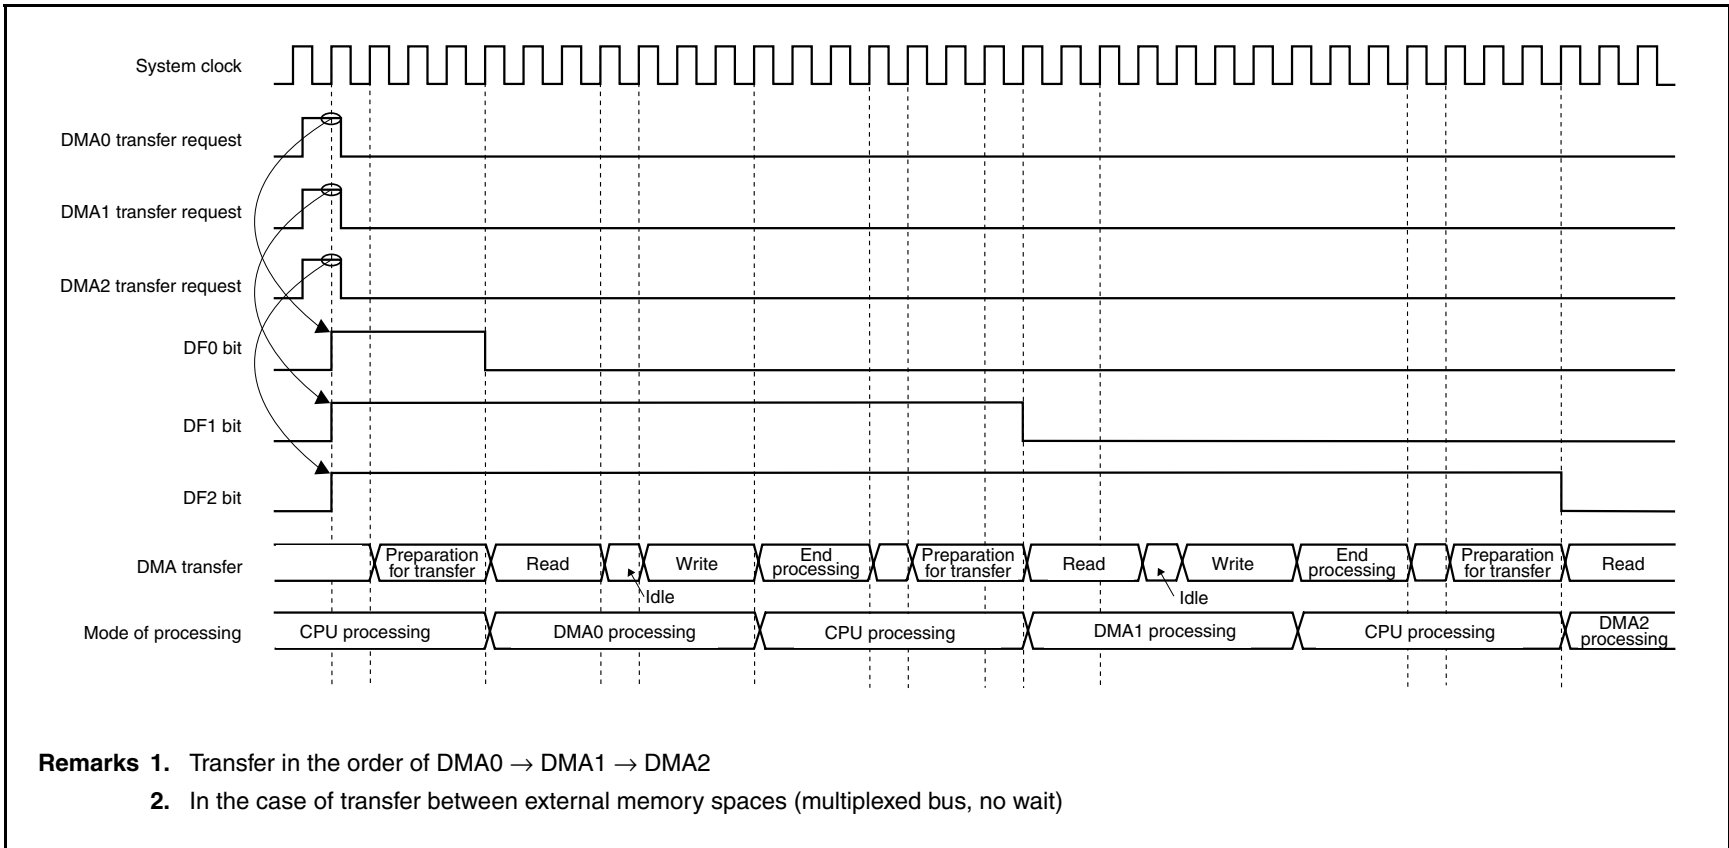 System clock
DMA0 transfer request
DMA1 transfer request
DMA2 transfer request
DF0 bit
DF1 bit
DF2 bit
DMA transfer
Preparation
for transfer
Read
Idle
Write
End
processing
Preparation
for transfer
Read
Idle
Write
End
processing
Preparation
for transfer
Read
Mode of processing
CPU processing
DMA0 processing
CPU processing
DMA1 processing
CPU processing
DMA2
processing
Remarks 1. Transfer in the order of DMA0 → DMA1 → DMA2
2. In the case of transfer between external memory spaces (multiplexed bus, no wait)